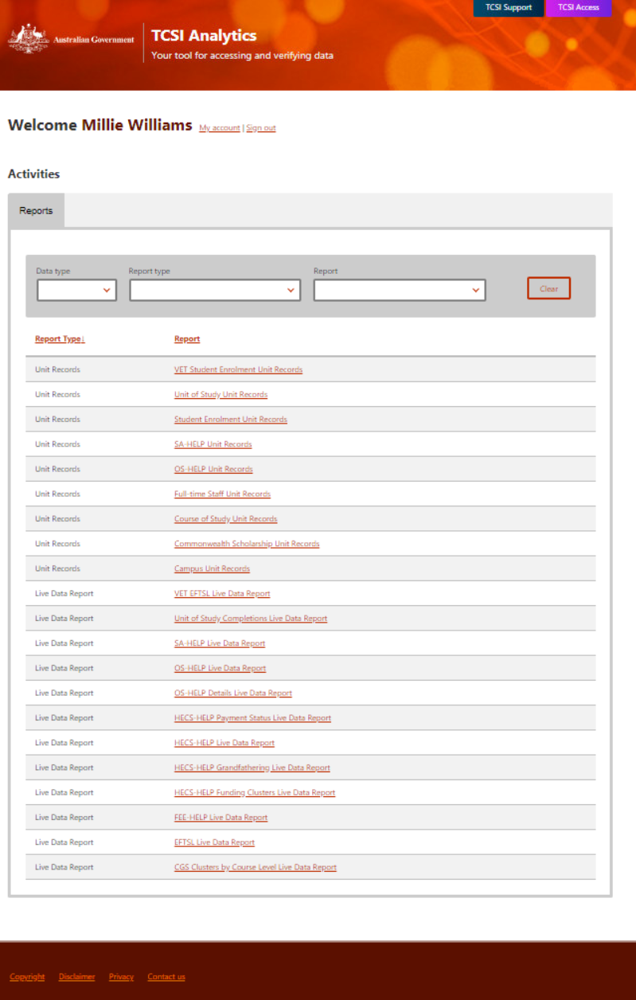 TCSI Support TCSI Access
Australian Government
TCSI Analytics
Your tool for accessing and verifying data
Welcome Millie Williams My account | Sign out
Activities
Reports
Data type Report type Report
Clear
Report Type↓ Report
Unit Records VET Student Enrolment Unit Records
Unit Records Unit of Study Unit Records
Unit Records Student Enrolment Unit Records
Unit Records SA-HELP Unit Records
Unit Records OS-HELP Unit Records
Unit Records Full-time Staff Unit Records
Unit Records Course of Study Unit Records
Unit Records Commonwealth Scholarship Unit Records
Unit Records Campus Unit Records
Live Data Report VET EFTSL Live Data Report
Live Data Report Unit of Study Completions Live Data Report
Live Data Report SA-HELP Live Data Report
Live Data Report OS-HELP Live Data Report
Live Data Report OS-HELP Details Live Data Report
Live Data Report HECS-HELP Payment Status Live Data Report
Live Data Report HECS-HELP Live Data Report
Live Data Report HECS-HELP Grandfathering Live Data Report
Live Data Report HECS-HELP Funding Clusters Live Data Report
Live Data Report FEE-HELP Live Data Report
Live Data Report EFTSL Live Data Report
Live Data Report CGS Clusters by Course Level Live Data Report
Copyright Disclaimer Privacy Contact us